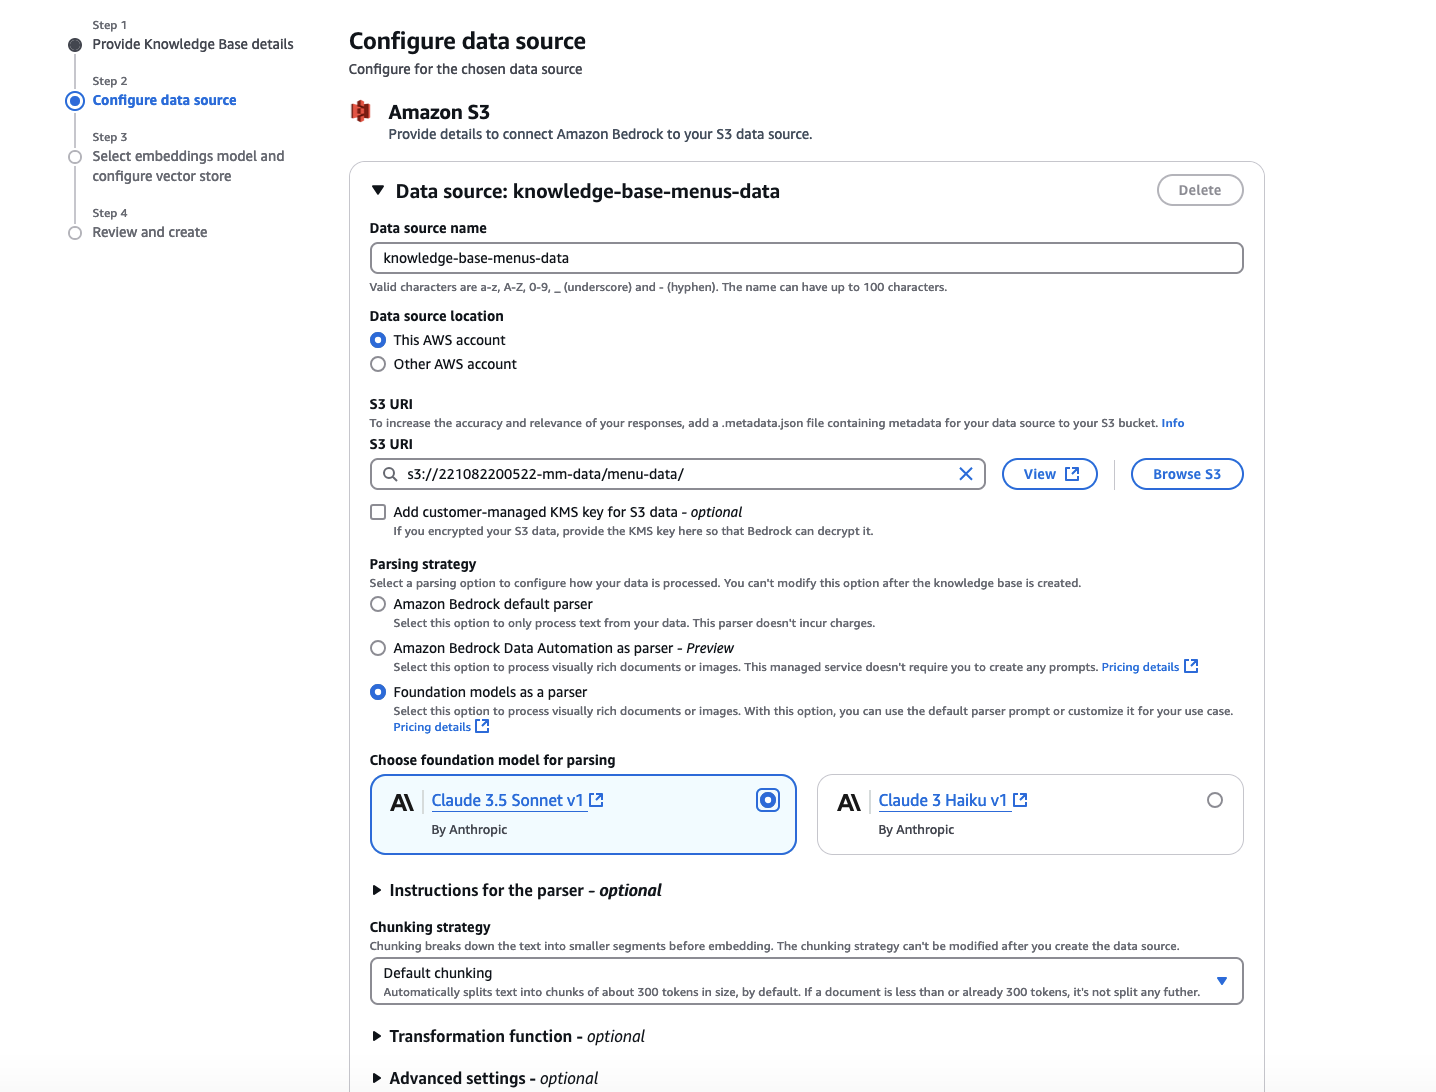 Step 1
Provide Knowledge Base details
Step 2
Configure data source
Step 3
Select embeddings model and
configure vector store
Step 4
Review and create
Configure data source
Configure for the chosen data source
Amazon S3
Provide details to connect Amazon Bedrock to your S3 data source.
Data source: knowledge-base-menus-data
Delete
Data source name
knowledge-base-menus-data
Valid characters are a-z, A-Z, 0-9, _ (underscore) and - (hyphen). The name can have up to 100 characters.
Data source location
This AWS account
Other AWS account
S3 URI
To increase the accuracy and relevance of your responses, add a .metadata.json file containing metadata for your data source to your S3 bucket. Info
S3 URI
s3://221082200522-mm-data/menu-data/
View
Browse S3
Add customer-managed KMS key for S3 data - optional
If you encrypted your S3 data, provide the KMS key here so that Bedrock can decrypt it.
Parsing strategy
Select a parsing option to configure how your data is processed. You can't modify this option after the knowledge base is created.
Amazon Bedrock default parser
Select this option to only process text from your data. This parser doesn't incur charges.
Amazon Bedrock Data Automation as parser - Preview
Select this option to process visually rich documents or images. This managed service doesn't require you to create any prompts. Pricing details
Foundation models as a parser
Select this option to process visually rich documents or images. With this option, you can use the default parser prompt or customize it for your use case.
Pricing details
Choose foundation model for parsing
Claude 3.5 Sonnet v1
By Anthropic
Claude 3 Haiku v1
By Anthropic
Instructions for the parser - optional
Chunking strategy
Chunking breaks down the text into smaller segments before embedding. The chunking strategy can't be modified after you create the data source.
Default chunking
Automatically splits text into chunks of about 300 tokens in size, by default. If a document is less than or already 300 tokens, it's not split any futher.
Transformation function - optional
Advanced settings - optional